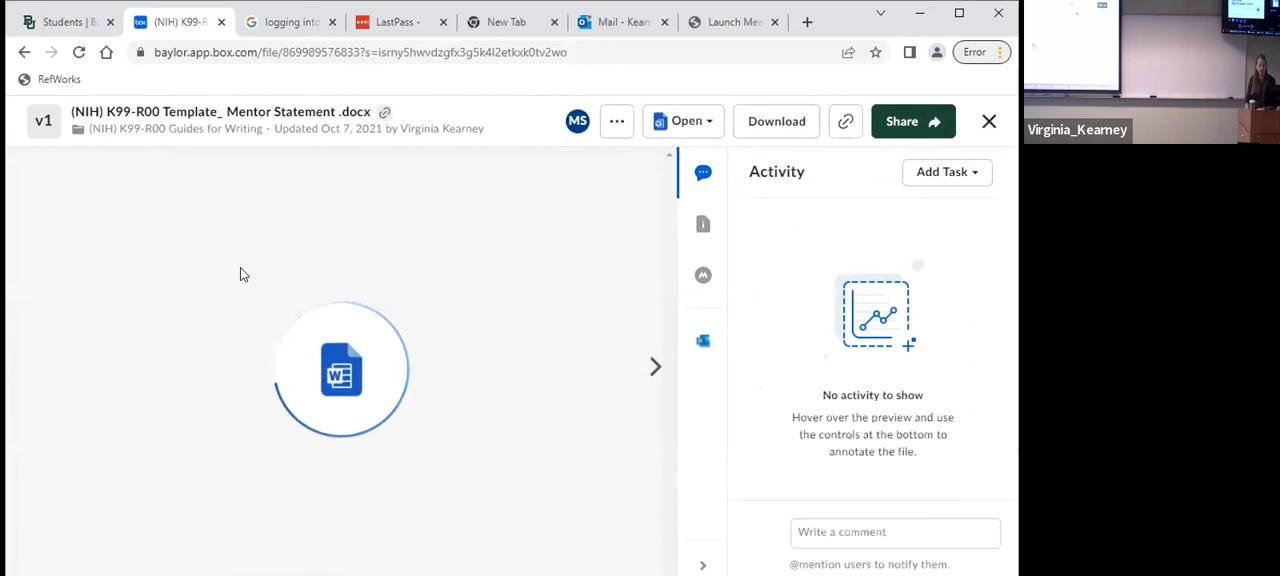 Students | B
(NIH) K99-R
logging into
LastPass -
New Tab
Mail - Kearn
Launch Mee
baylor.app.box.com/file/869989576833?s=isrny5hwvdzgfx3g5k4l2etkxk0tv2wo
Error
RefWorks
v1
(NIH) K99-R00 Template_ Mentor Statement .docx
(NIH) K99-R00 Guides for Writing · Updated Oct 7, 2021 by Virginia Kearney
MS
Open
Download
Share
Virginia_Kearney
Activity
Add Task
No activity to show
Hover over the preview and use
the controls at the bottom to
annotate the file.
Write a comment
@mention users to notify them.